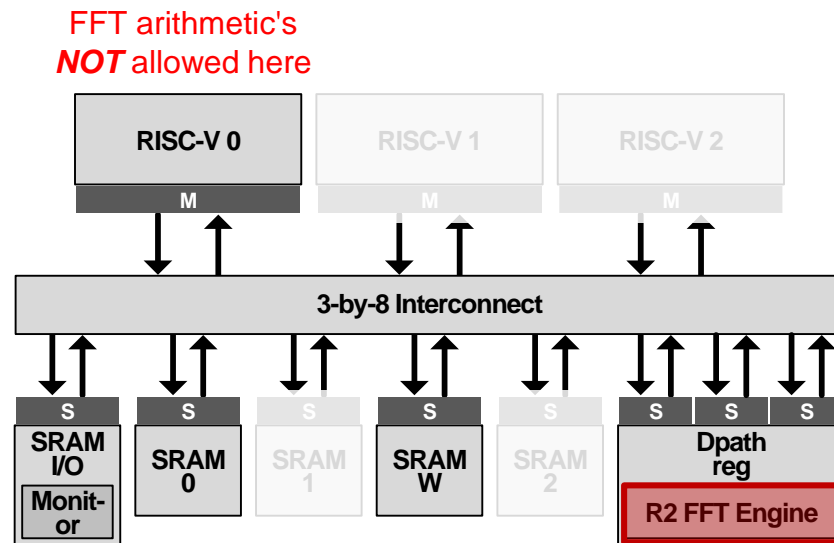 FFT arithmetic's
NOT allowed here
RISC-V 0
RISC-V 1
RISC-V 2
M
M
M
3-by-8 Interconnect
S
S
S
S
S
S
S
S
SRAM
I/O
Monit-
or
SRAM
0
SRAM
1
SRAM
W
SRAM
2
Dpath
reg
R2 FFT Engine